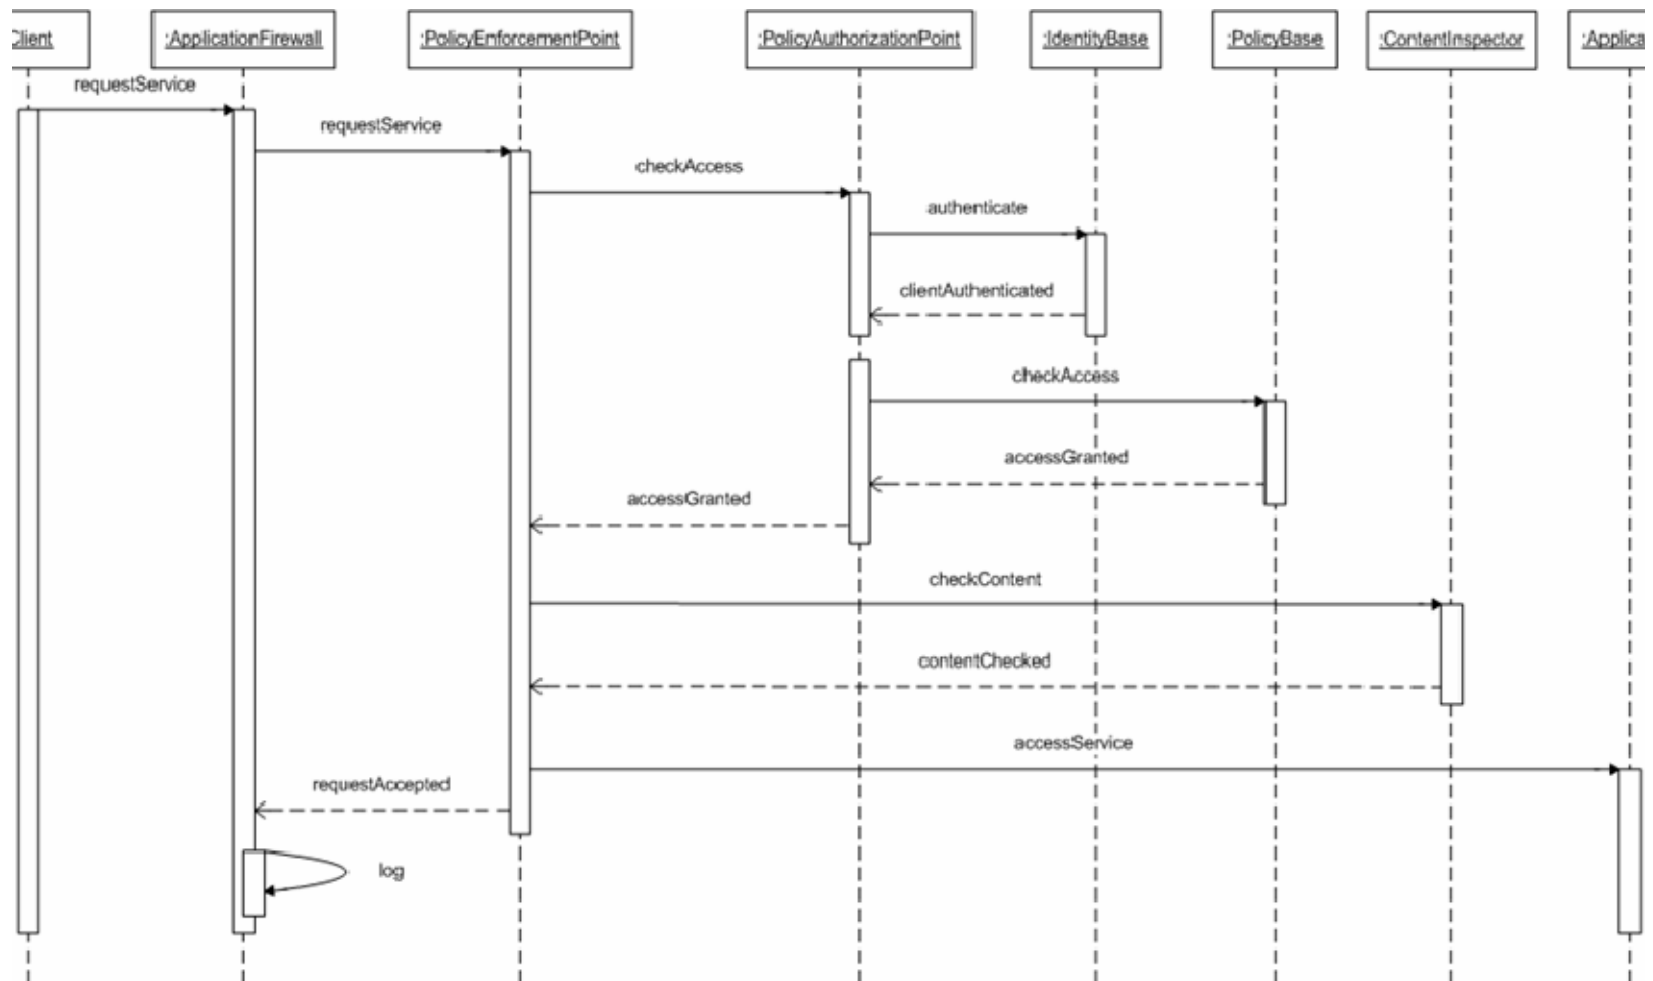 :Client :ApplicationFirewall :PolicyEnforcementPoint :PolicyAuthorizationPoint :IdentityBase :PolicyBase :ContentInspector :Applica
requestService
requestService
checkAccess
authenticate
clientAuthenticated
checkAccess
accessGranted
accessGranted
checkContent
contentChecked
accessService
requestAccepted
log